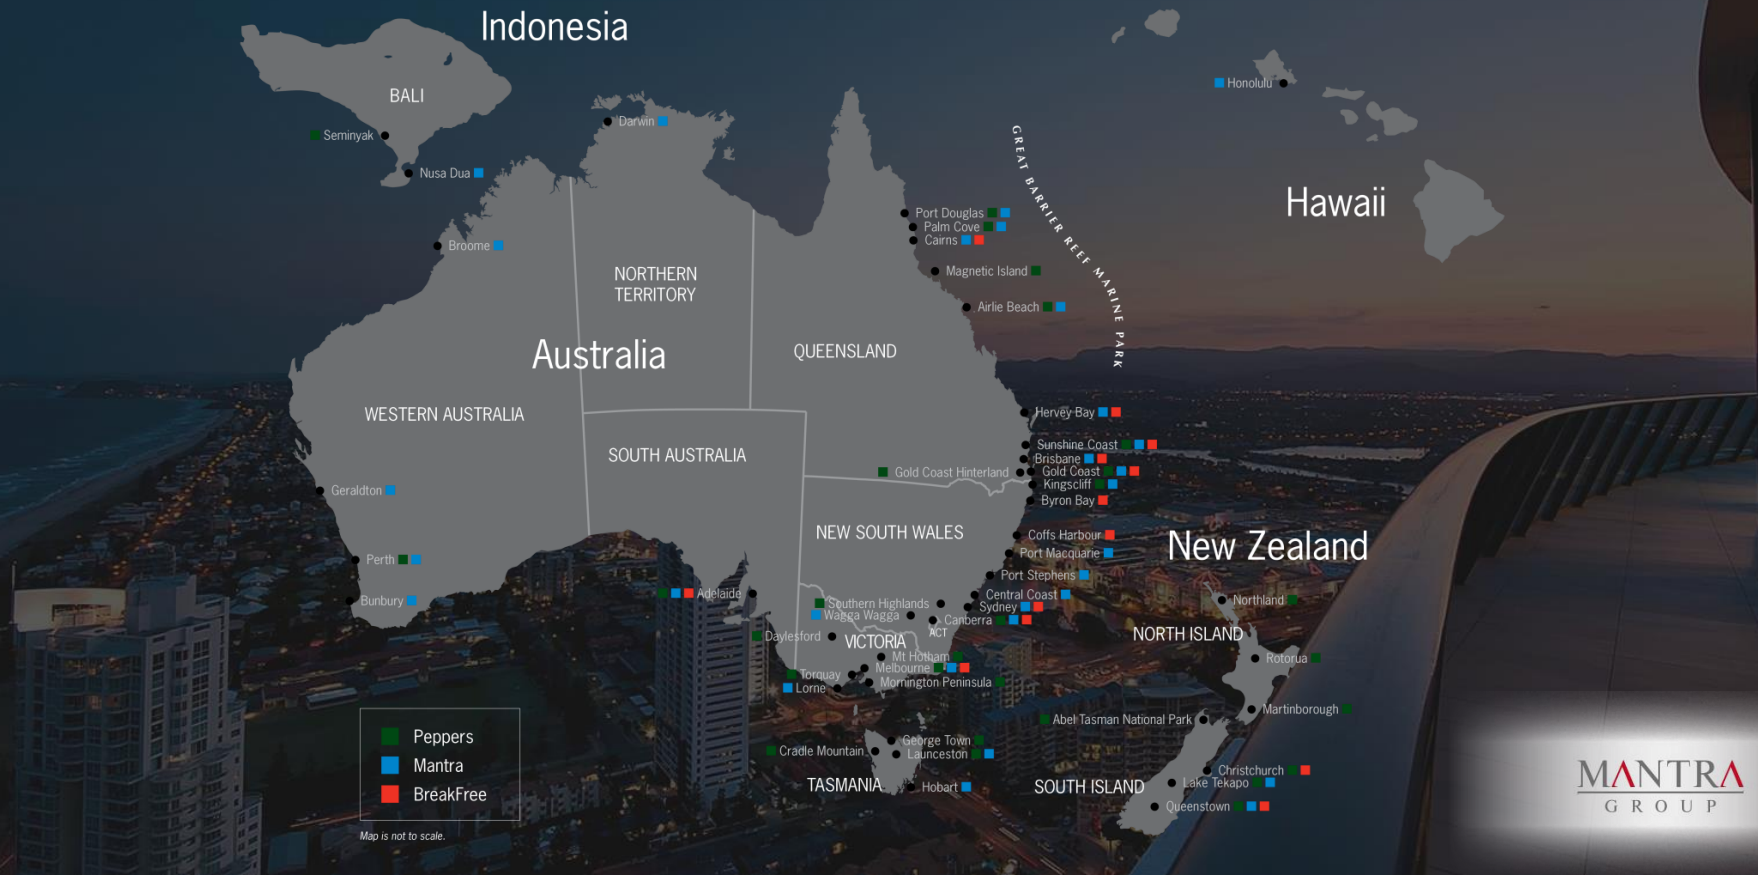 Indonesia
BALI
Seminyak
Nusa Dua
Honolulu
Hawaii
Darwin
Broome
NORTHERN
TERRITORY
Australia
WESTERN AUSTRALIA
SOUTH AUSTRALIA
QUEENSLAND
NEW SOUTH WALES
Port Douglas
Palm Cove
Cairns
Magnetic Island
Airlie Beach
GREAT BARRIER REEF MARINE PARK
Hervey Bay
Sunshine Coast
Brisbane
Gold Coast Hinterland
Gold Coast
Kingscliff
Byron Bay
Coffs Harbour
Port Macquarie
Port Stephens
Central Coast
Sydney
Southern Highlands
Wagga Wagga
Canberra
ACT
Geraldton
Perth
Bunbury
Adelaide
Daylesford
VICTORIA
Mt Hotham
Melbourne
Torquay
Mornington Peninsula
Lorne
George Town
Cradle Mountain
Launceston
TASMANIA
Hobart
New Zealand
Northland
NORTH ISLAND
Rotorua
Martinborough
Abel Tasman National Park
Christchurch
Lake Tekapo
SOUTH ISLAND
Queenstown
Peppers
Mantra
BreakFree
Map is not to scale.
MANTRA
GROUP